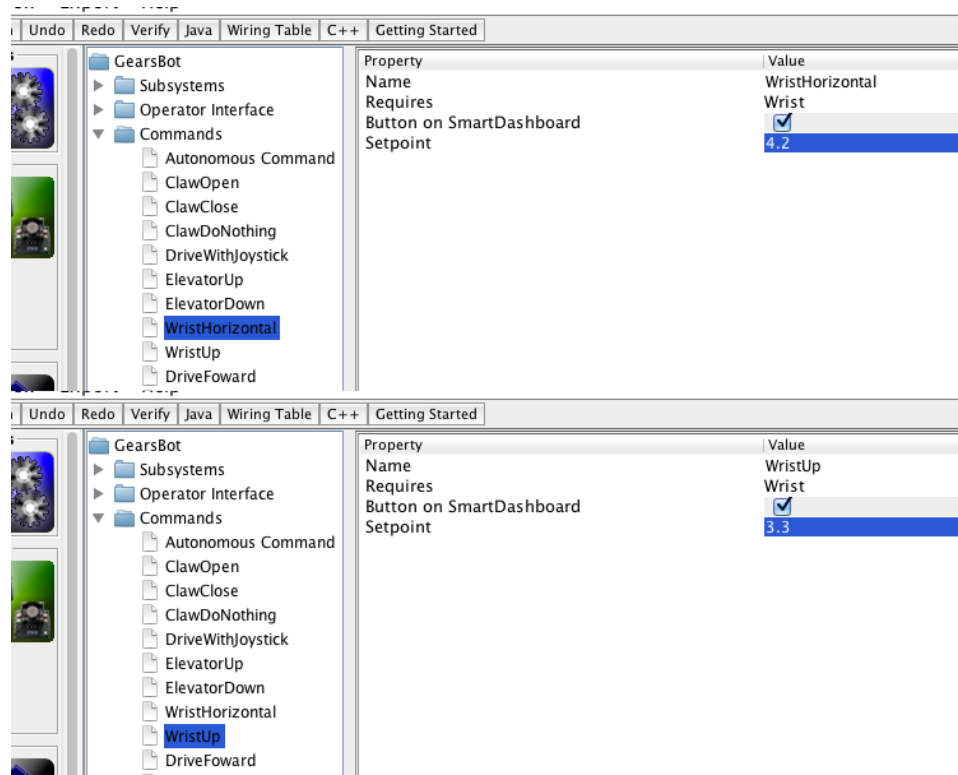 Undo Redo Verify Java Wiring Table C++ Getting Started
GearsBot
Subsystems
Operator Interface
Commands
Autonomous Command
ClawOpen
ClawClose
ClawDoNothing
DriveWithJoystick
ElevatorUp
ElevatorDown
WristHorizontal
WristUp
DriveFoward
Property Value
Name WristHorizontal
Requires Wrist
Button on SmartDashboard
Setpoint 4.2
Undo Redo Verify Java Wiring Table C++ Getting Started
GearsBot
Subsystems
Operator Interface
Commands
Autonomous Command
ClawOpen
ClawClose
ClawDoNothing
DriveWithJoystick
ElevatorUp
ElevatorDown
WristHorizontal
WristUp
DriveFoward
Property Value
Name WristUp
Requires Wrist
Button on SmartDashboard
Setpoint 3.3